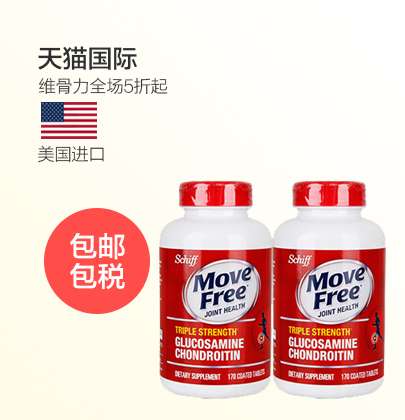 天猫国际
维骨力全场5折起
美国进口
包邮
包税
Schiff
Move
Free
JOINT HEALTH
TRIPLE STRENGTH
GLUCOSAMINE
CHONDROITIN
DIETARY SUPPLEMENT 170 COATED TABLETS
Schiff
Move
Free
JOINT HEALTH
TRIPLE STRENGTH
GLUCOSAMINE
CHONDROITIN
DIETARY SUPPLEMENT 170 COATED TABLETS